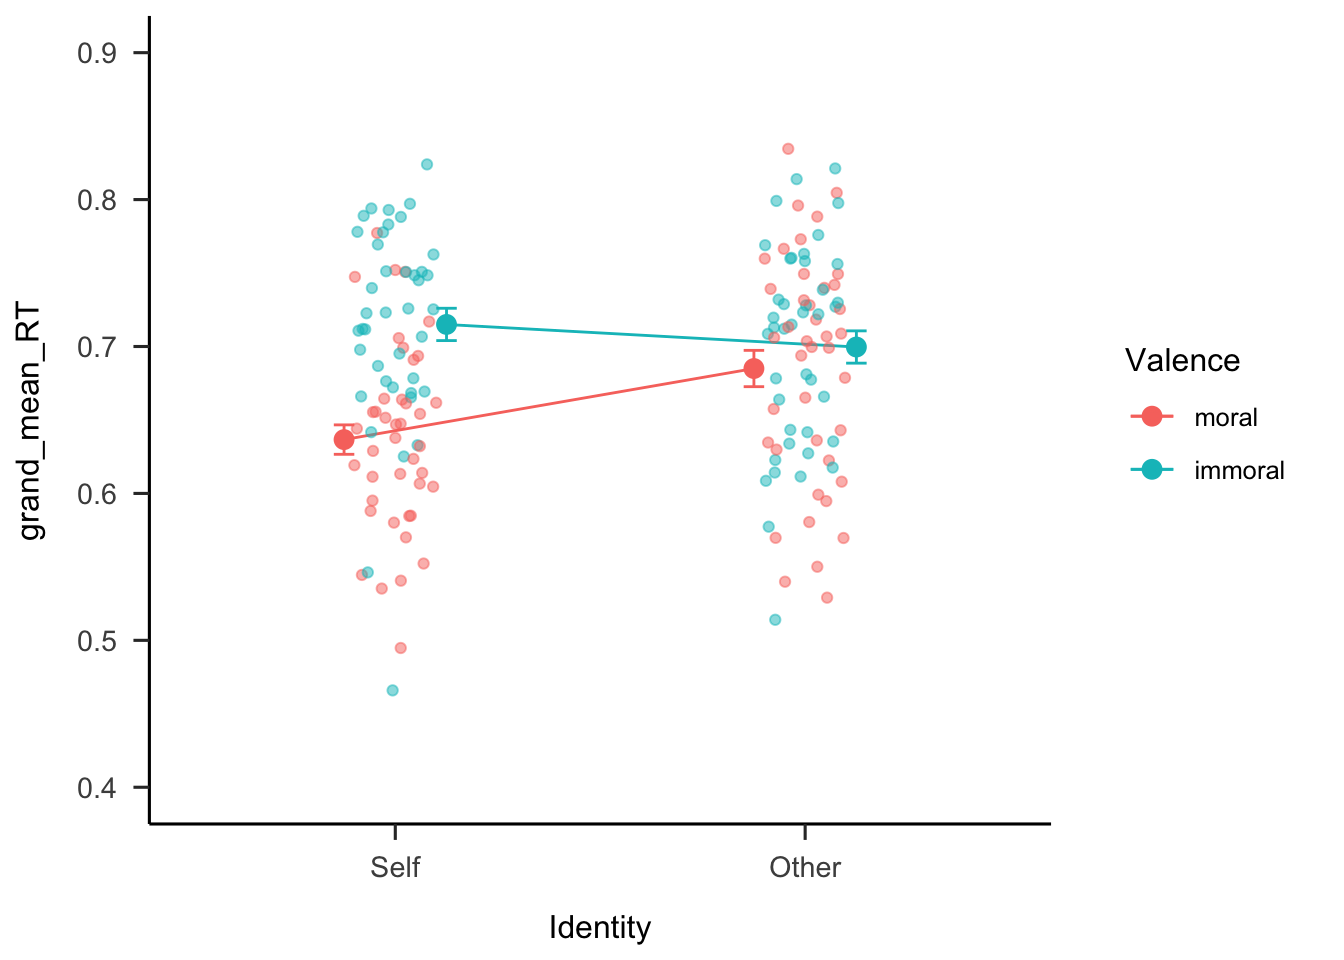 grand_mean_RT
0.9
0.8
0.7
0.6
0.5
0.4
Self
Other
Identity
Valence
moral
immoral